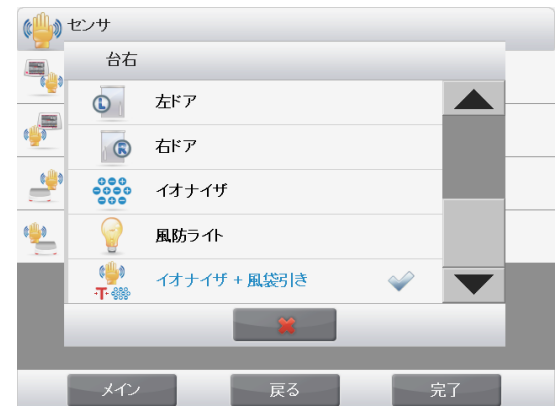 センサ
台右
左ドア
右ドア
イオナイザ
風防ライト
イオナイザ + 風袋引き
メイン
戻る
完了